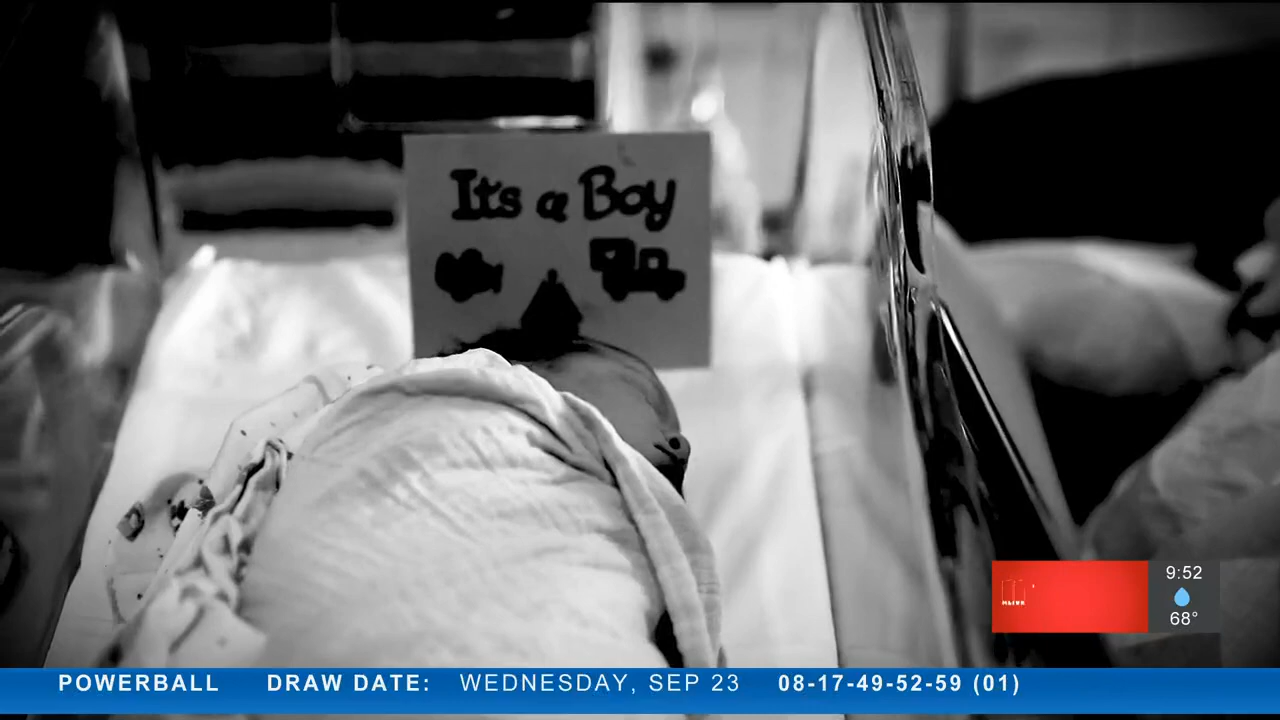 It's a Boy
9:52
68°
POWERBALL DRAW DATE: WEDNESDAY, SEP 23 08-17-49-52-59 (01)